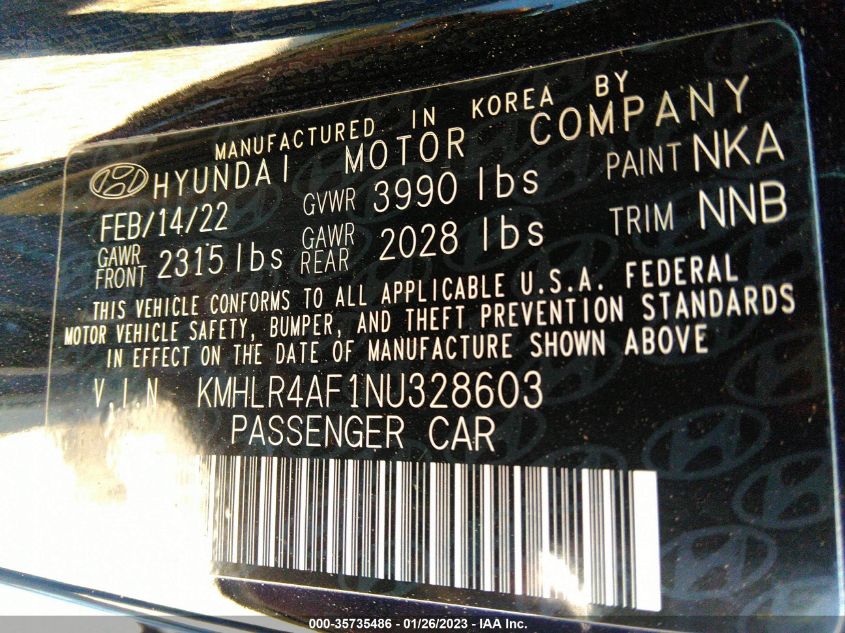 MANUFACTURED IN KOREA BY
HYUNDAI MOTOR COMPANY
FEB/14/22 GVWR 3990 lbs PAINT NKA
GAWR FRONT 2315 lbs GAWR REAR 2028 lbs TRIM NNB
THIS VEHICLE CONFORMS TO ALL APPLICABLE U.S.A. FEDERAL
MOTOR VEHICLE SAFETY, BUMPER, AND THEFT PREVENTION STANDARDS
IN EFFECT ON THE DATE OF MANUFACTURE SHOWN ABOVE
V.I.N KMHLR4AF1NU328603
PASSENGER CAR
000-35735486 - 01/26/2023 - IAA Inc.